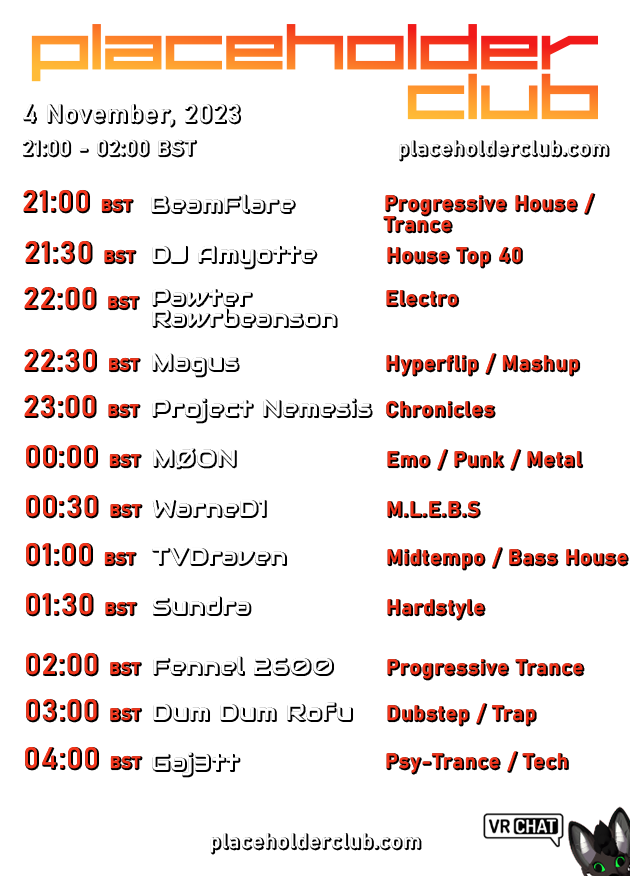 placeholder
club
4 November, 2023
21:00 - 02:00 BST
placeholderclub.com
21:00 BST BeamFlare Progressive House /
Trance
21:30 BST DJ Amyotte House Top 40
22:00 BST Pawter Electro
Rawrbeanson
22:30 BST Magus Hyperflip / Mashup
23:00 BST Project Nemesis Chronicles
00:00 BST MØON Emo / Punk / Metal
00:30 BST WarneD1 M.L.E.B.S
01:00 BST TVDraven Midtempo / Bass House
01:30 BST Sundra Hardstyle
02:00 BST Fennel 2600 Progressive Trance
03:00 BST Dum Dum Rofu Dubstep / Trap
04:00 BST Gaj3tt Psy-Trance / Tech
VRCHAT
placeholderclub.com